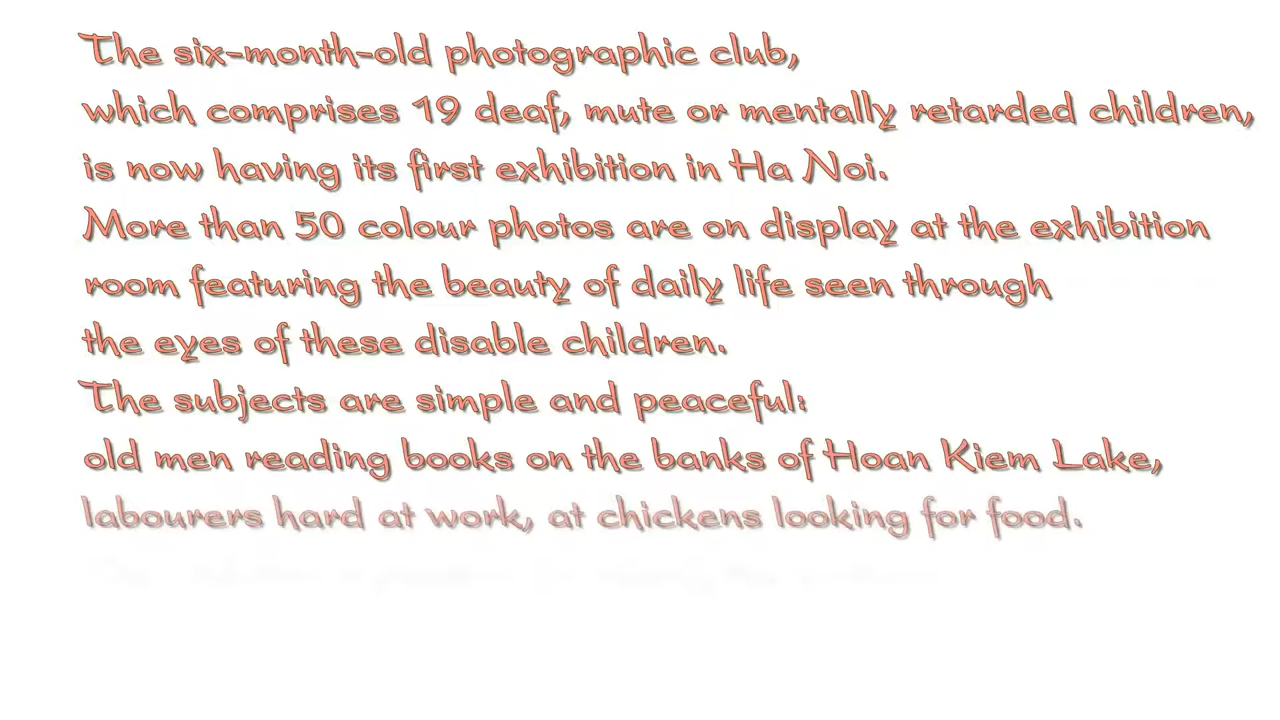 The six-month-old photographic club,
which comprises 19 deaf, mute or mentally retarded children,
is now having its first exhibition in Ha Noi.
More than 50 colour photos are on display at the exhibition
room featuring the beauty of daily life seen through
the eyes of these disable children.
The subjects are simple and peaceful:
old men reading books on the banks of Hoan Kiem Lake,
labourers hard at work, at chickens looking for food.